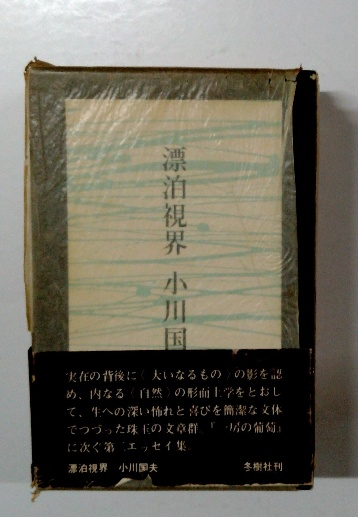 漂泊視界 小川国
実在の背後に〈大いなるもの〉の影を認
め、内なる〈自然〉の形而上学をとおし
て、生への深い怖れと喜びを簡潔な文体
でつづった珠玉の文章群。『一房の葡萄』
に次ぐ第二エッセイ集。
漂泊視界 小川国夫 冬樹社刊